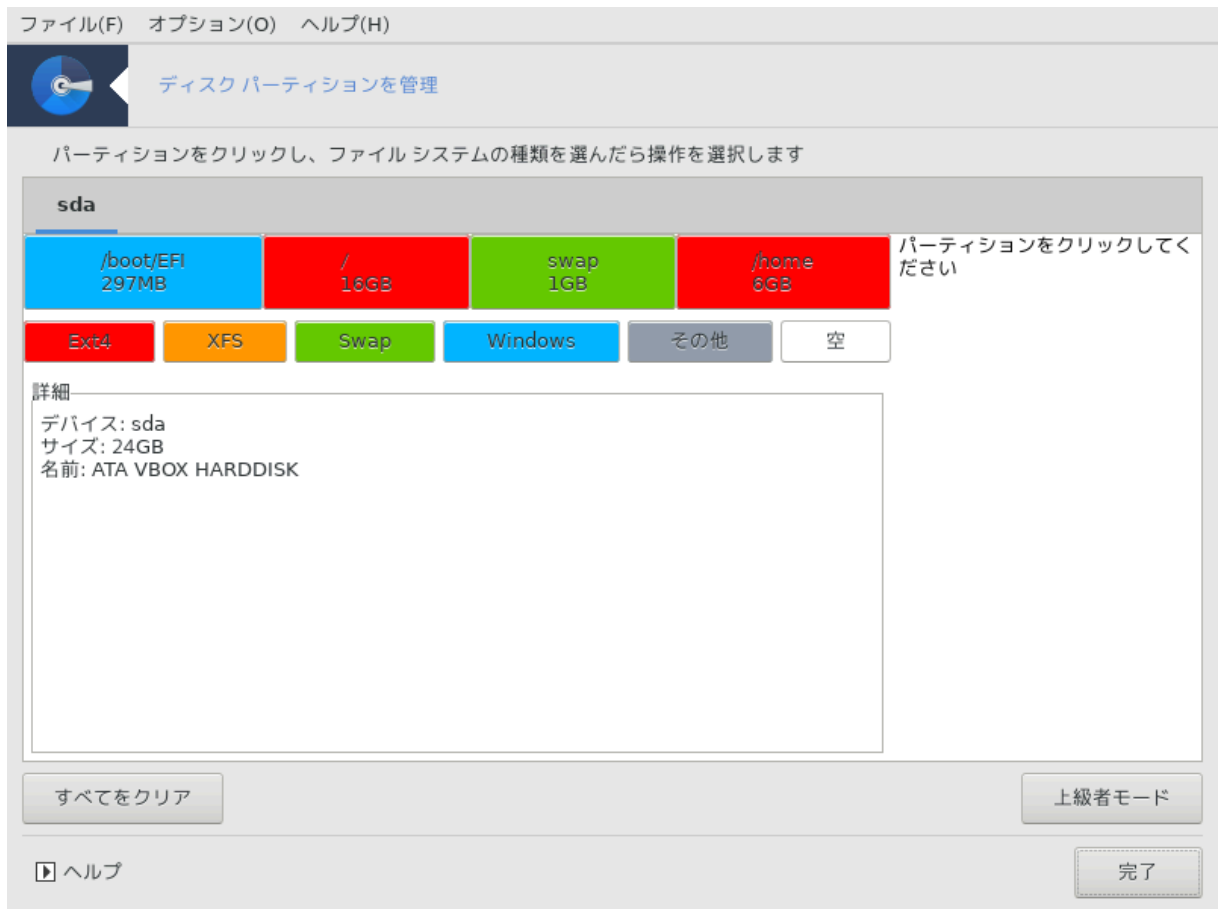 ファイル(F) オプション(O) ヘルプ(H)
ディスク パーティションを管理
パーティションをクリックし、ファイル システムの種類を選んだら操作を選択します
sda
/boot/EFI
297MB
/
16GB
swap
1GB
/home
6GB
パーティションをクリックしてく
ださい
Ext4 XFS Swap Windows その他 空
詳細
デバイス: sda
サイズ: 24GB
名前: ATA VBOX HARDDISK
すべてをクリア 上級者モード
ヘルプ 完了